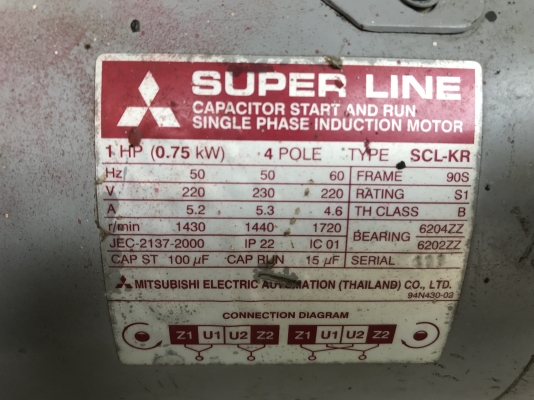 SUPER LINE
CAPACITOR START AND RUN
SINGLE PHASE INDUCTION MOTOR
1 HP (0.75 kW) 4 POLE TYPE SCL-KR
Hz 50 50 60 FRAME 90S
V 220 230 220 RATING S1
A 5.2 5.3 4.6 TH CLASS B
r/min 1430 1440 1720 BEARING 6204ZZ
JEC-2137-2000 IP 22 IC 01 6202ZZ
CAP ST 100 µF CAP RUN 15 µF SERIAL
MITSUBISHI ELECTRIC AUTOMATION (THAILAND) CO., LTD.
94N430-03
CONNECTION DIAGRAM
Z1 U1 U2 Z2 Z1 U1 U2 Z2